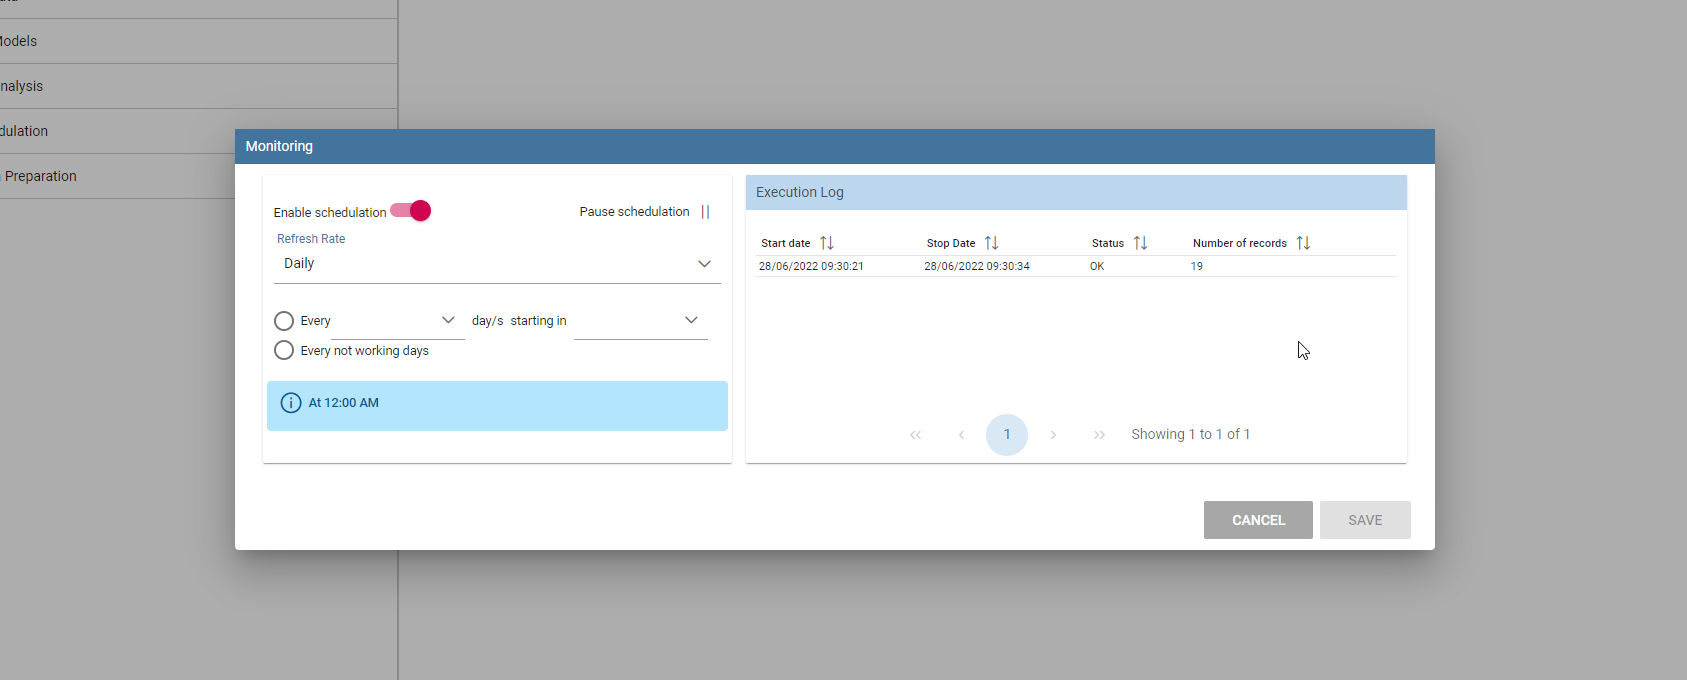 Models
nalysis
dulation
Preparation
Monitoring
Enable schedulation
Pause schedulation
Refresh Rate
Daily
Every
day/s starting in
Every not working days
At 12:00 AM
Execution Log
Start date Stop Date Status Number of records
28/06/2022 09:30:21 28/06/2022 09:30:34 OK 19
1
Showing 1 to 1 of 1
CANCEL SAVE